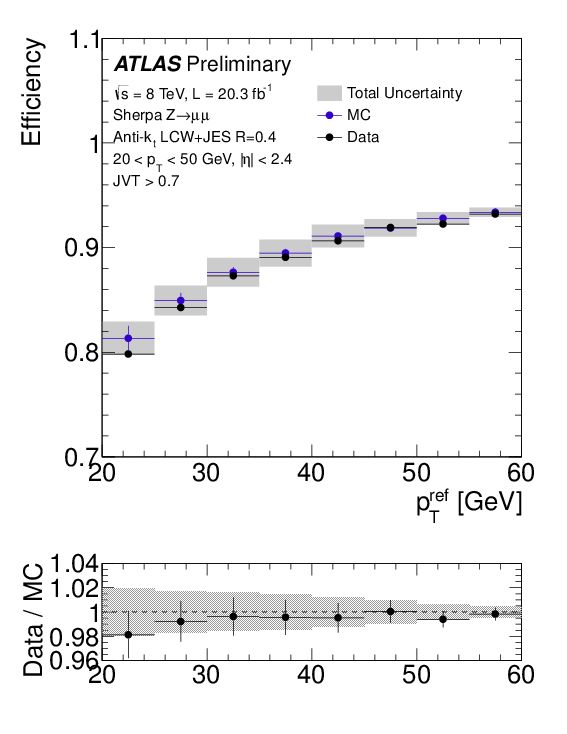 1.1
Efficiency
ATLAS Preliminary
√s = 8 TeV, L = 20.3 fb⁻¹
Total Uncertainty
Sherpa Z→μμ
MC
Anti-kₜ LCW+JES R=0.4
Data
20 < p_T < 50 GeV, |η| < 2.4
JVT > 0.7
1
0.9
0.8
0.7
20 30 40 50 60
p_T^ref [GeV]
Data / MC
1.04
1.02
1
0.98
0.96
20 30 40 50 60